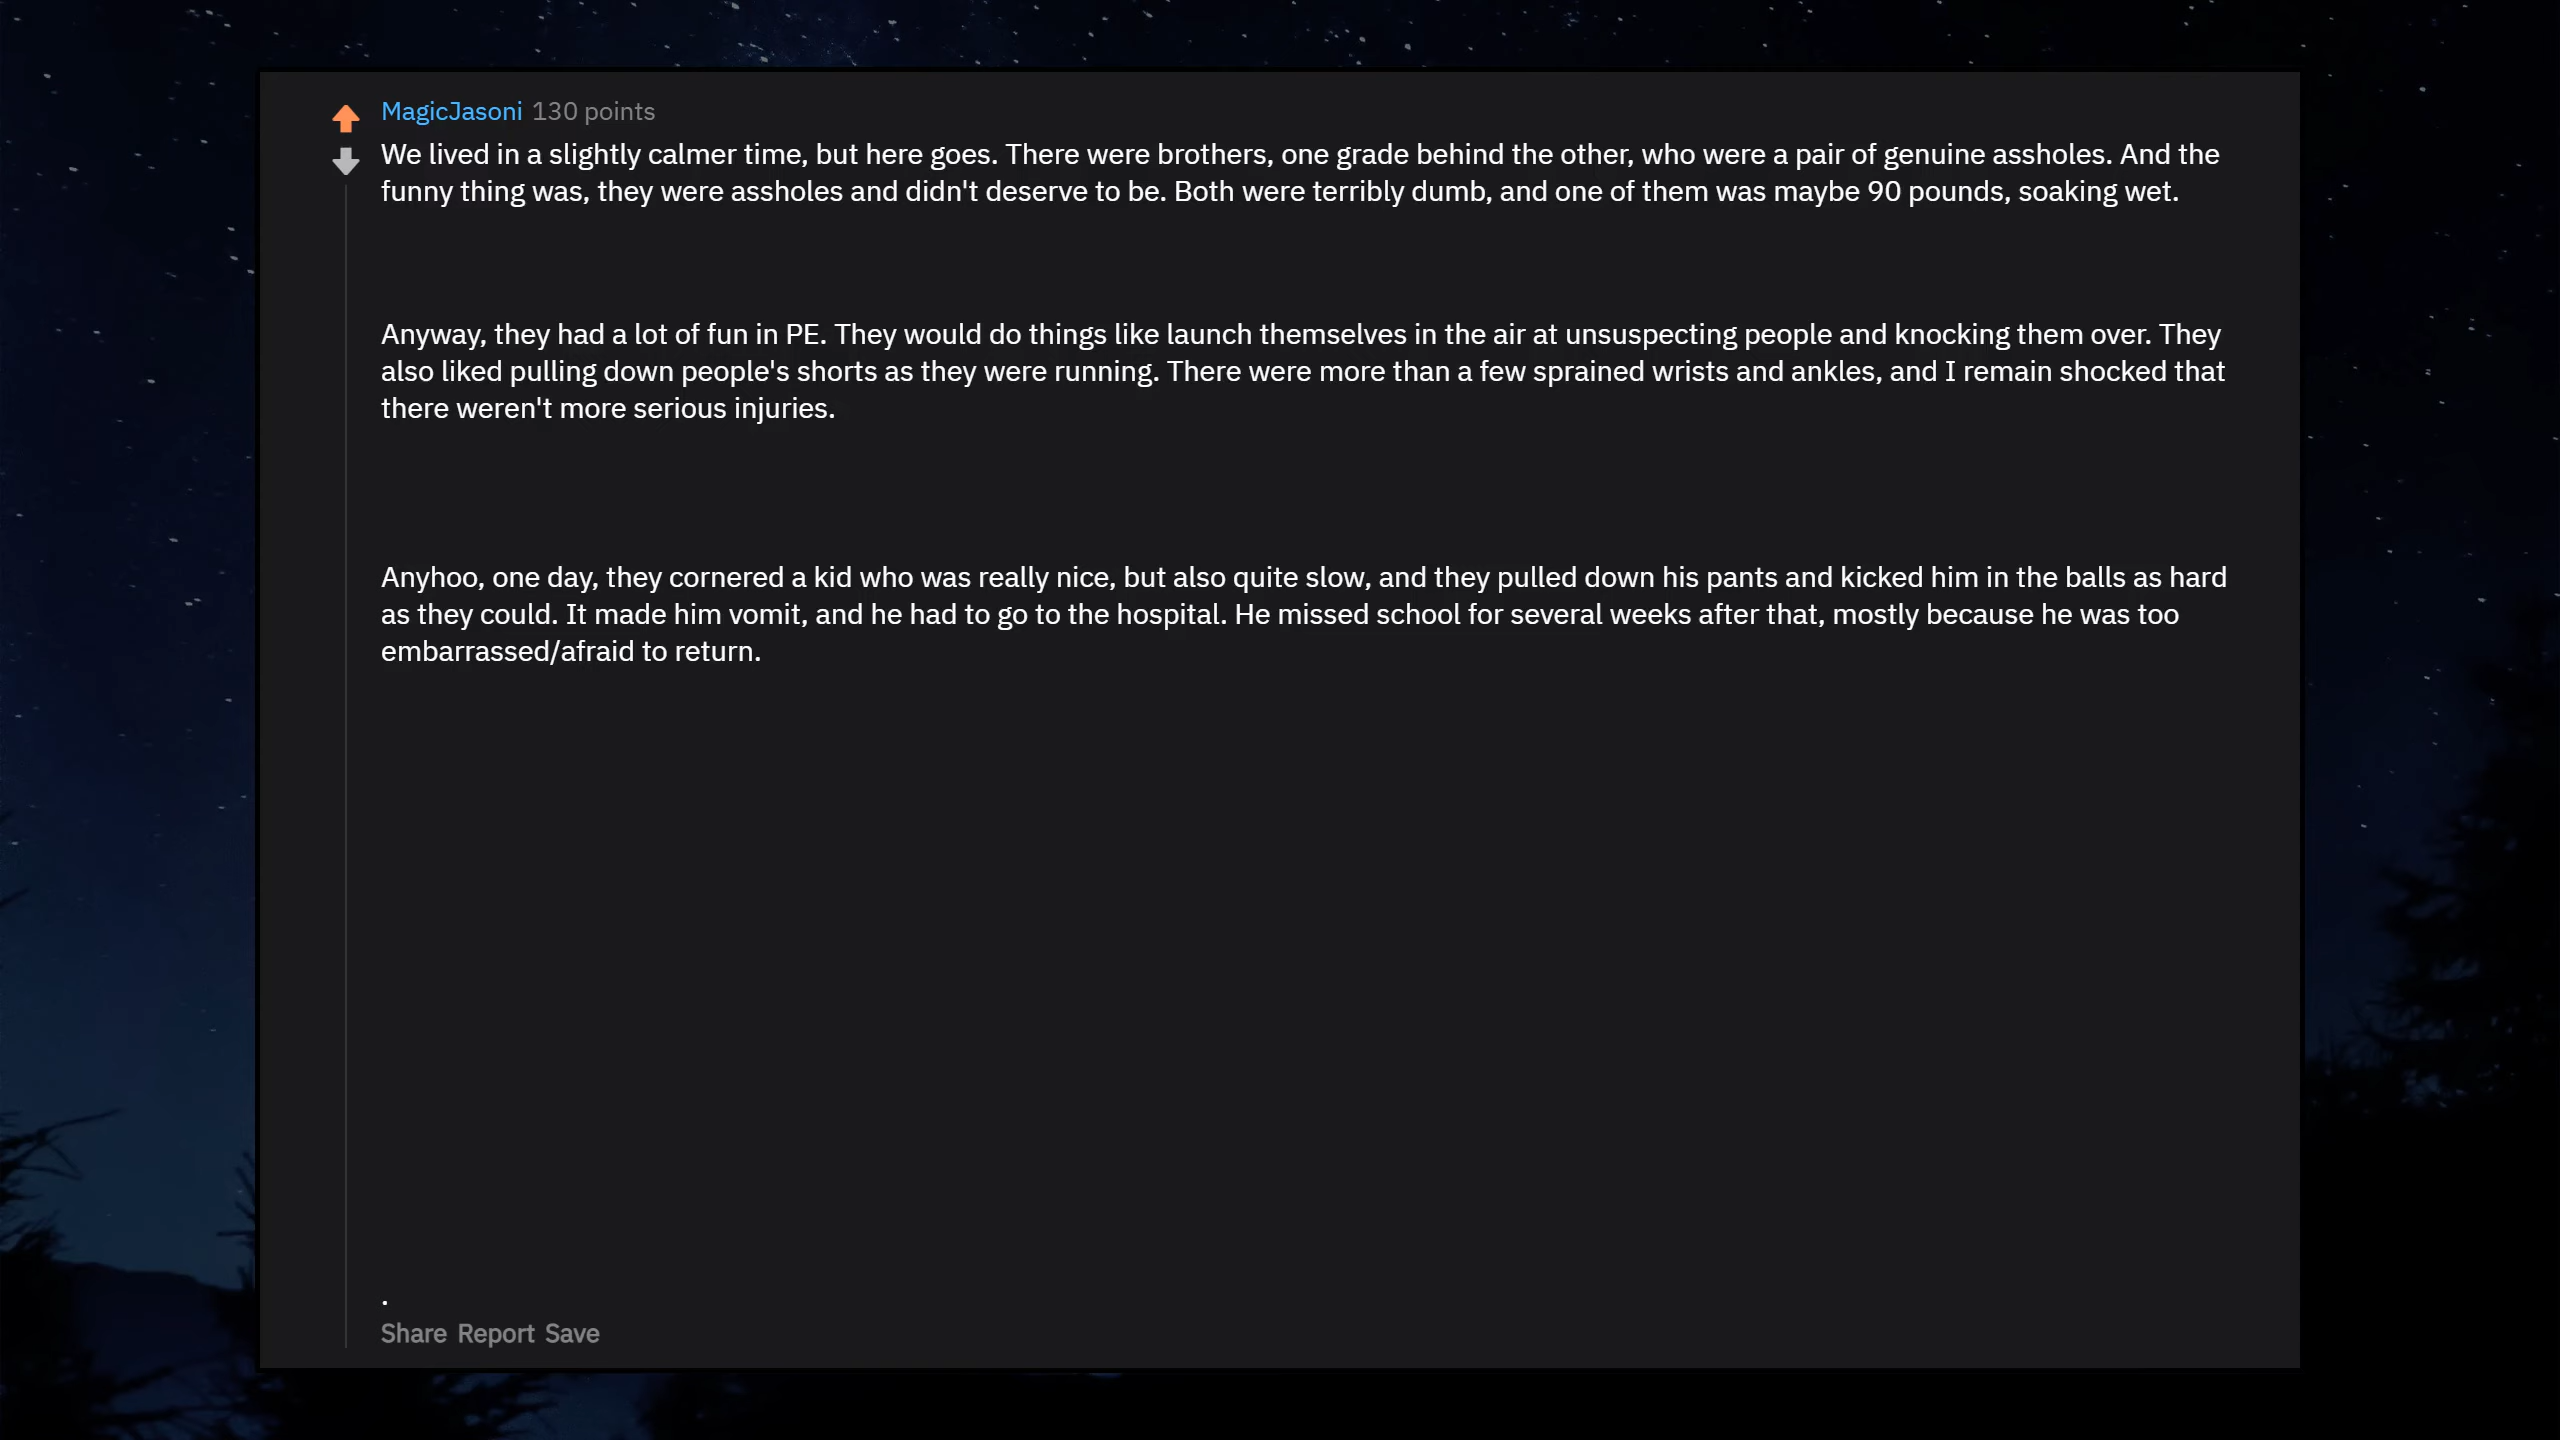 MagicJasoni 130 points
We lived in a slightly calmer time, but here goes. There were brothers, one grade behind the other, who were a pair of genuine assholes. And the
funny thing was, they were assholes and didn't deserve to be. Both were terribly dumb, and one of them was maybe 90 pounds, soaking wet.
Anyway, they had a lot of fun in PE. They would do things like launch themselves in the air at unsuspecting people and knocking them over. They
also liked pulling down people's shorts as they were running. There were more than a few sprained wrists and ankles, and I remain shocked that
there weren't more serious injuries.
Anyhoo, one day, they cornered a kid who was really nice, but also quite slow, and they pulled down his pants and kicked him in the balls as hard
as they could. It made him vomit, and he had to go to the hospital. He missed school for several weeks after that, mostly because he was too
embarrassed/afraid to return.
.
Share Report Save